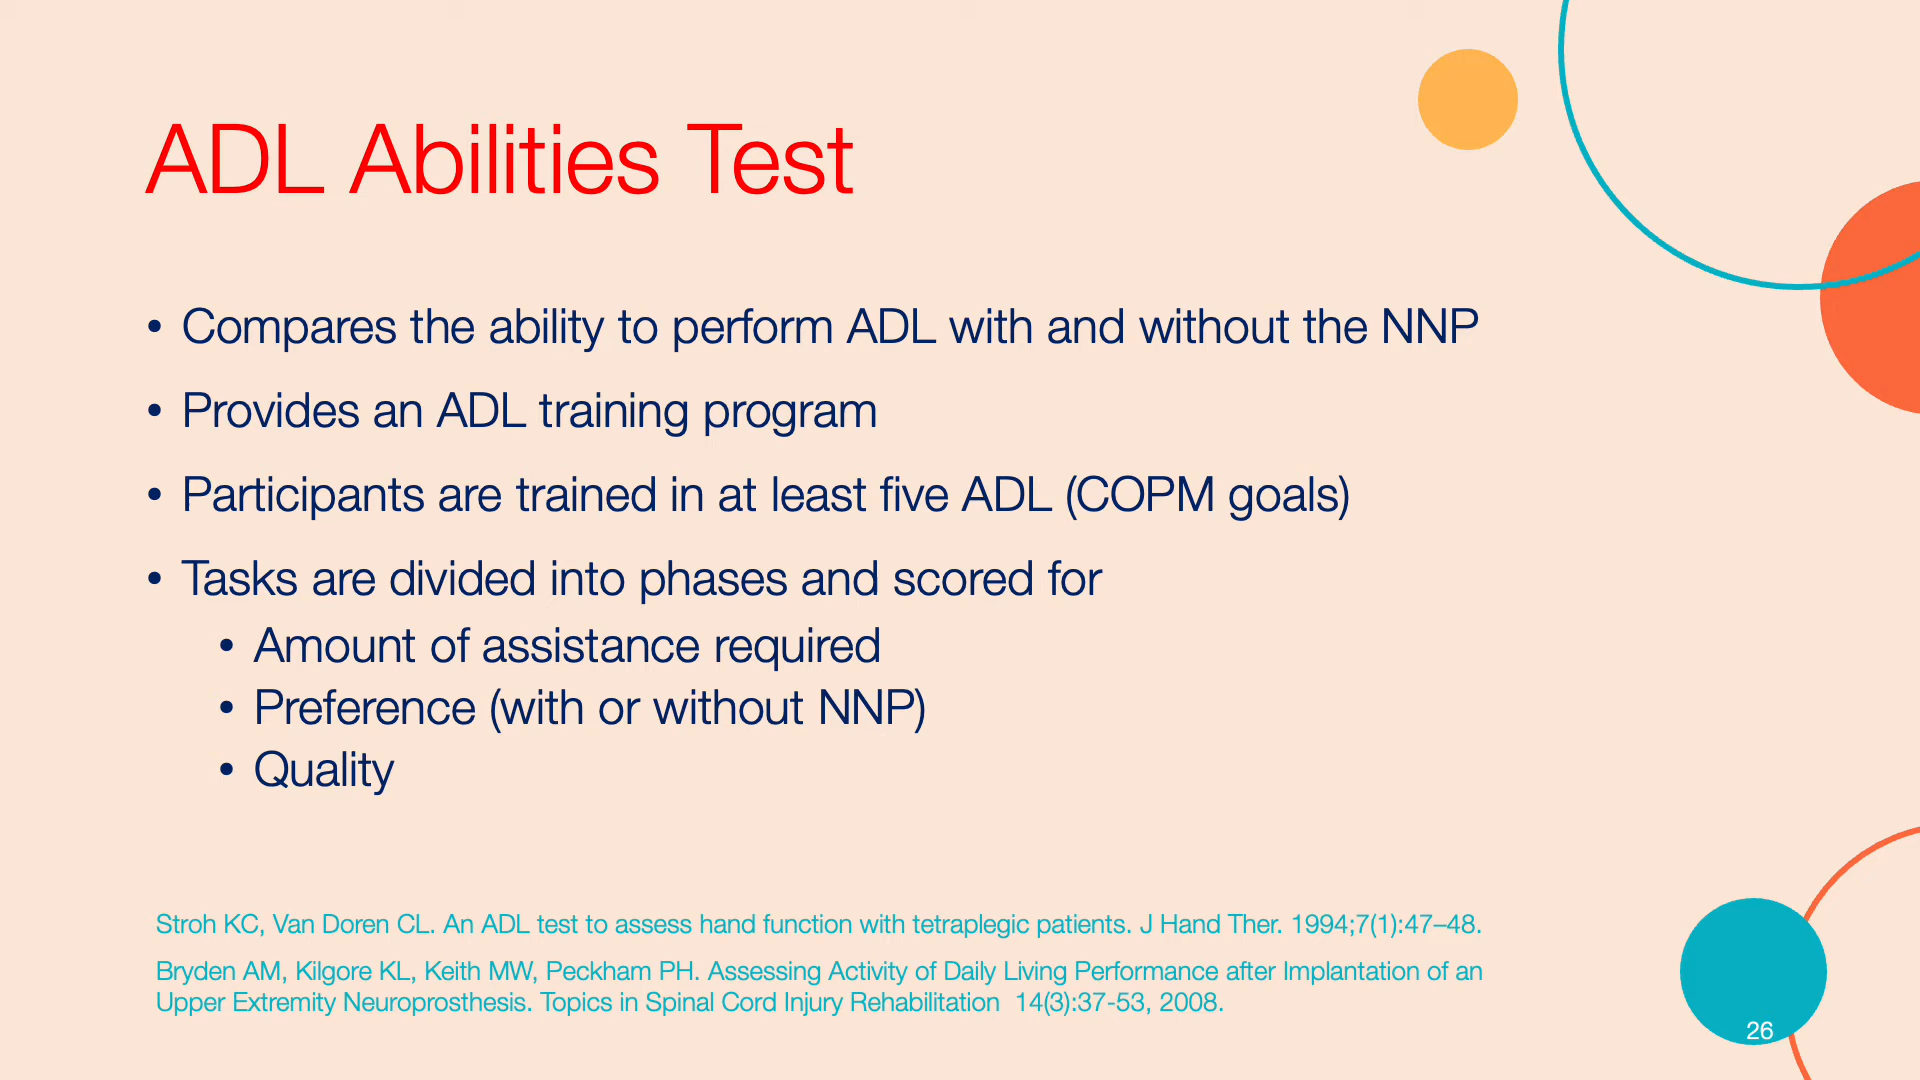 ADL Abilities Test
• Compares the ability to perform ADL with and without the NNP
• Provides an ADL training program
• Participants are trained in at least five ADL (COPM goals)
• Tasks are divided into phases and scored for
• Amount of assistance required
• Preference (with or without NNP)
• Quality
Stroh KC, Van Doren CL. An ADL test to assess hand function with tetraplegic patients. J Hand Ther. 1994;7(1):47–48.
Bryden AM, Kilgore KL, Keith MW, Peckham PH. Assessing Activity of Daily Living Performance after Implantation of an
Upper Extremity Neuroprosthesis. Topics in Spinal Cord Injury Rehabilitation 14(3):37-53, 2008.
26